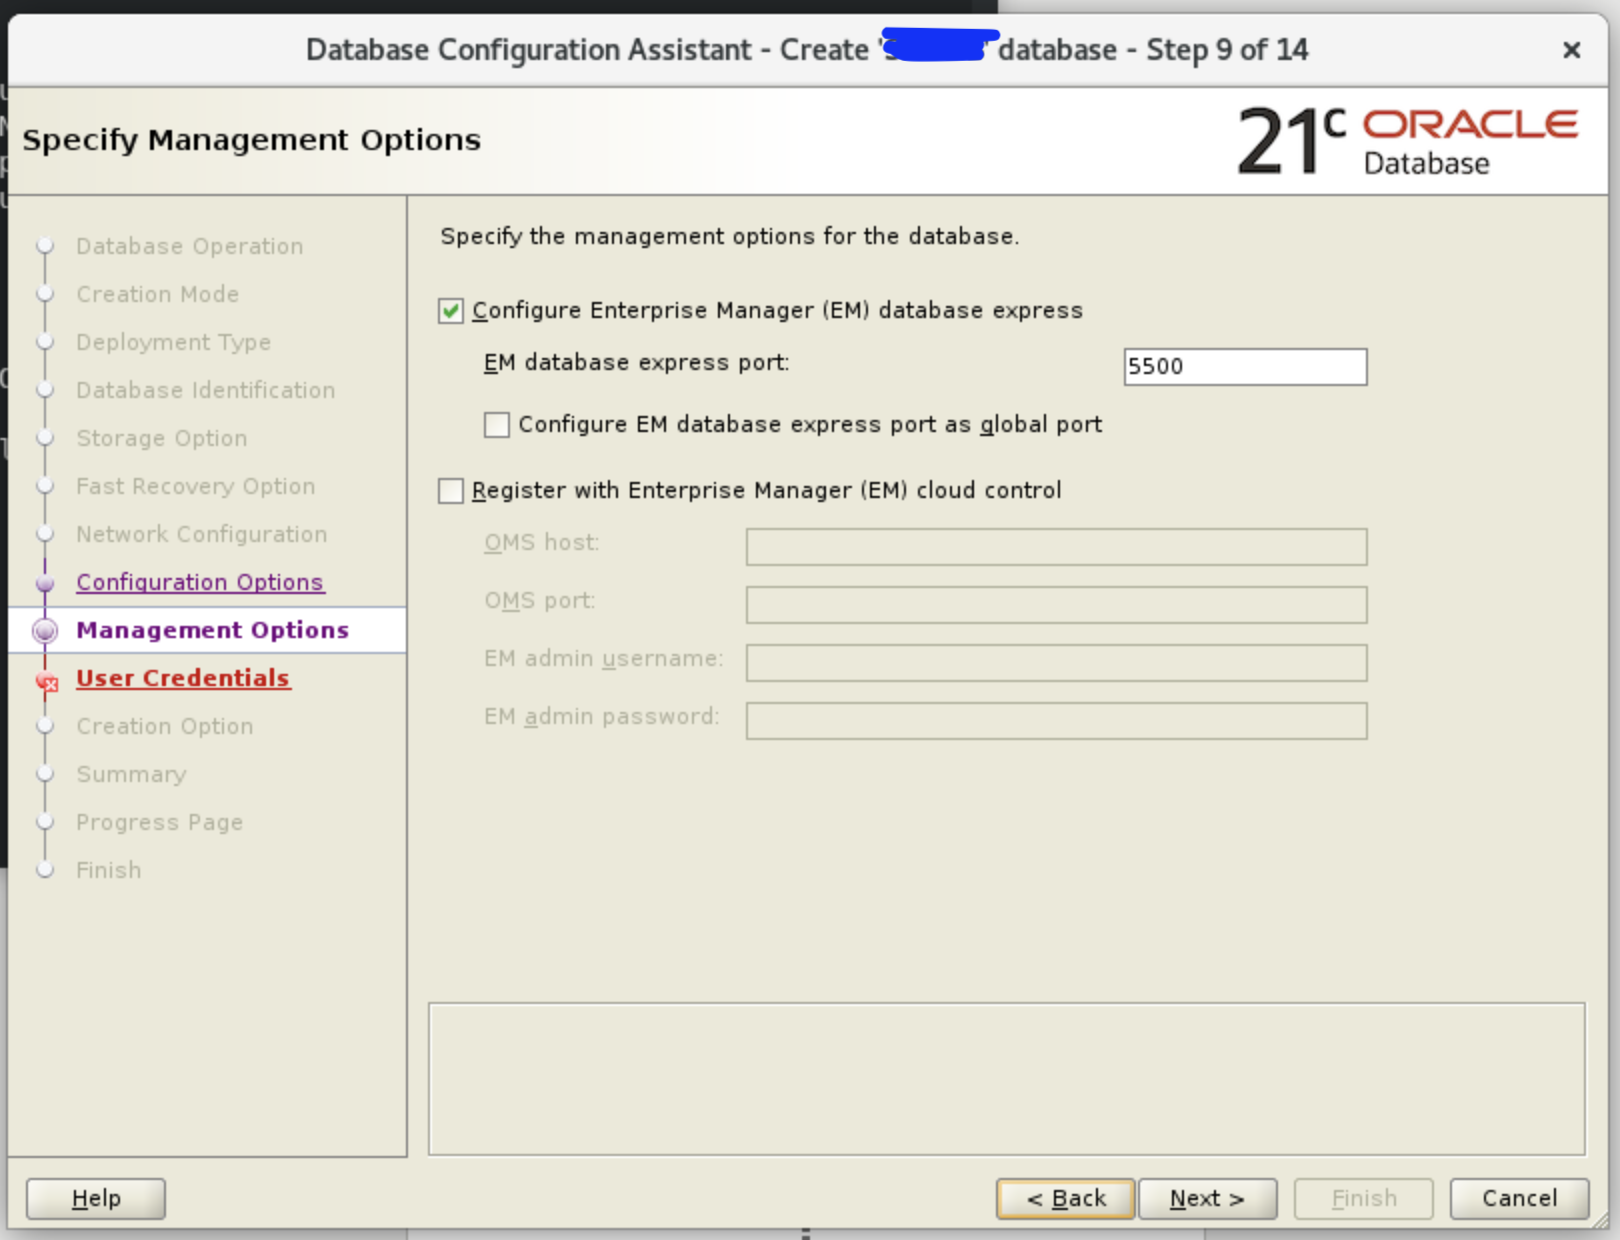 Database Configuration Assistant - Create ' ' database - Step 9 of 14
Specify Management Options
21c ORACLE
Database
Database Operation
Creation Mode
Deployment Type
Database Identification
Storage Option
Fast Recovery Option
Network Configuration
Configuration Options
Management Options
User Credentials
Creation Option
Summary
Progress Page
Finish
Specify the management options for the database.
Configure Enterprise Manager (EM) database express
EM database express port: 5500
Configure EM database express port as global port
Register with Enterprise Manager (EM) cloud control
OMS host:
OMS port:
EM admin username:
EM admin password:
Help
< Back
Next >
Finish
Cancel